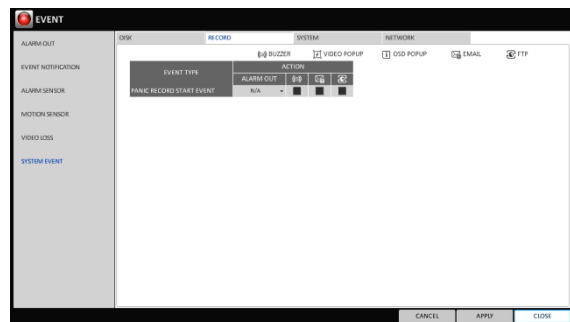 EVENT
DISK RECORD SYSTEM NETWORK
ALARM OUT
BUZZER VIDEO POPUP OSD POPUP EMAIL FTP
EVENT NOTIFICATION
EVENT TYPE ACTION
ALARM OUT
ALARM SENSOR
PANIC RECORD START EVENT N/A
MOTION SENSOR
VIDEO LOSS
SYSTEM EVENT
CANCEL APPLY CLOSE